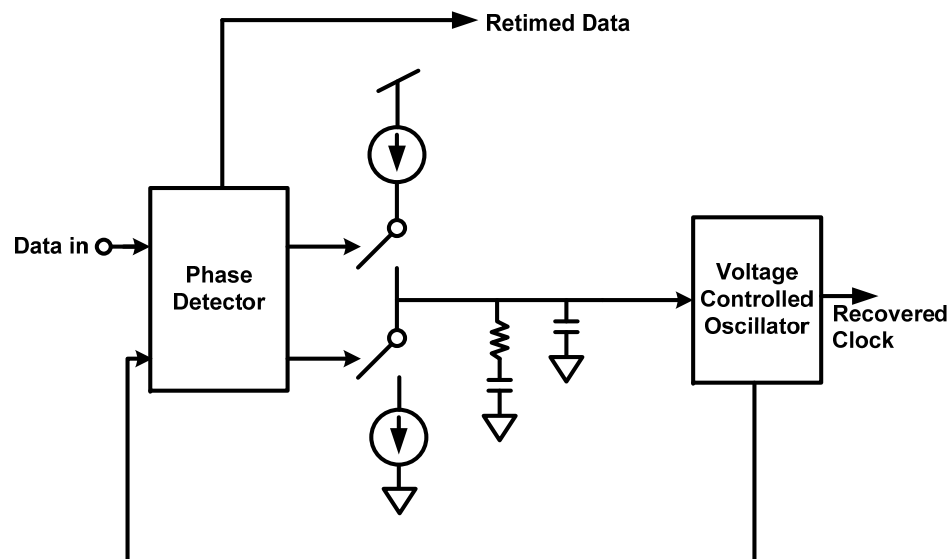 Retimed Data
Data in
Phase
Detector
Voltage
Controlled
Oscillator
Recovered
Clock